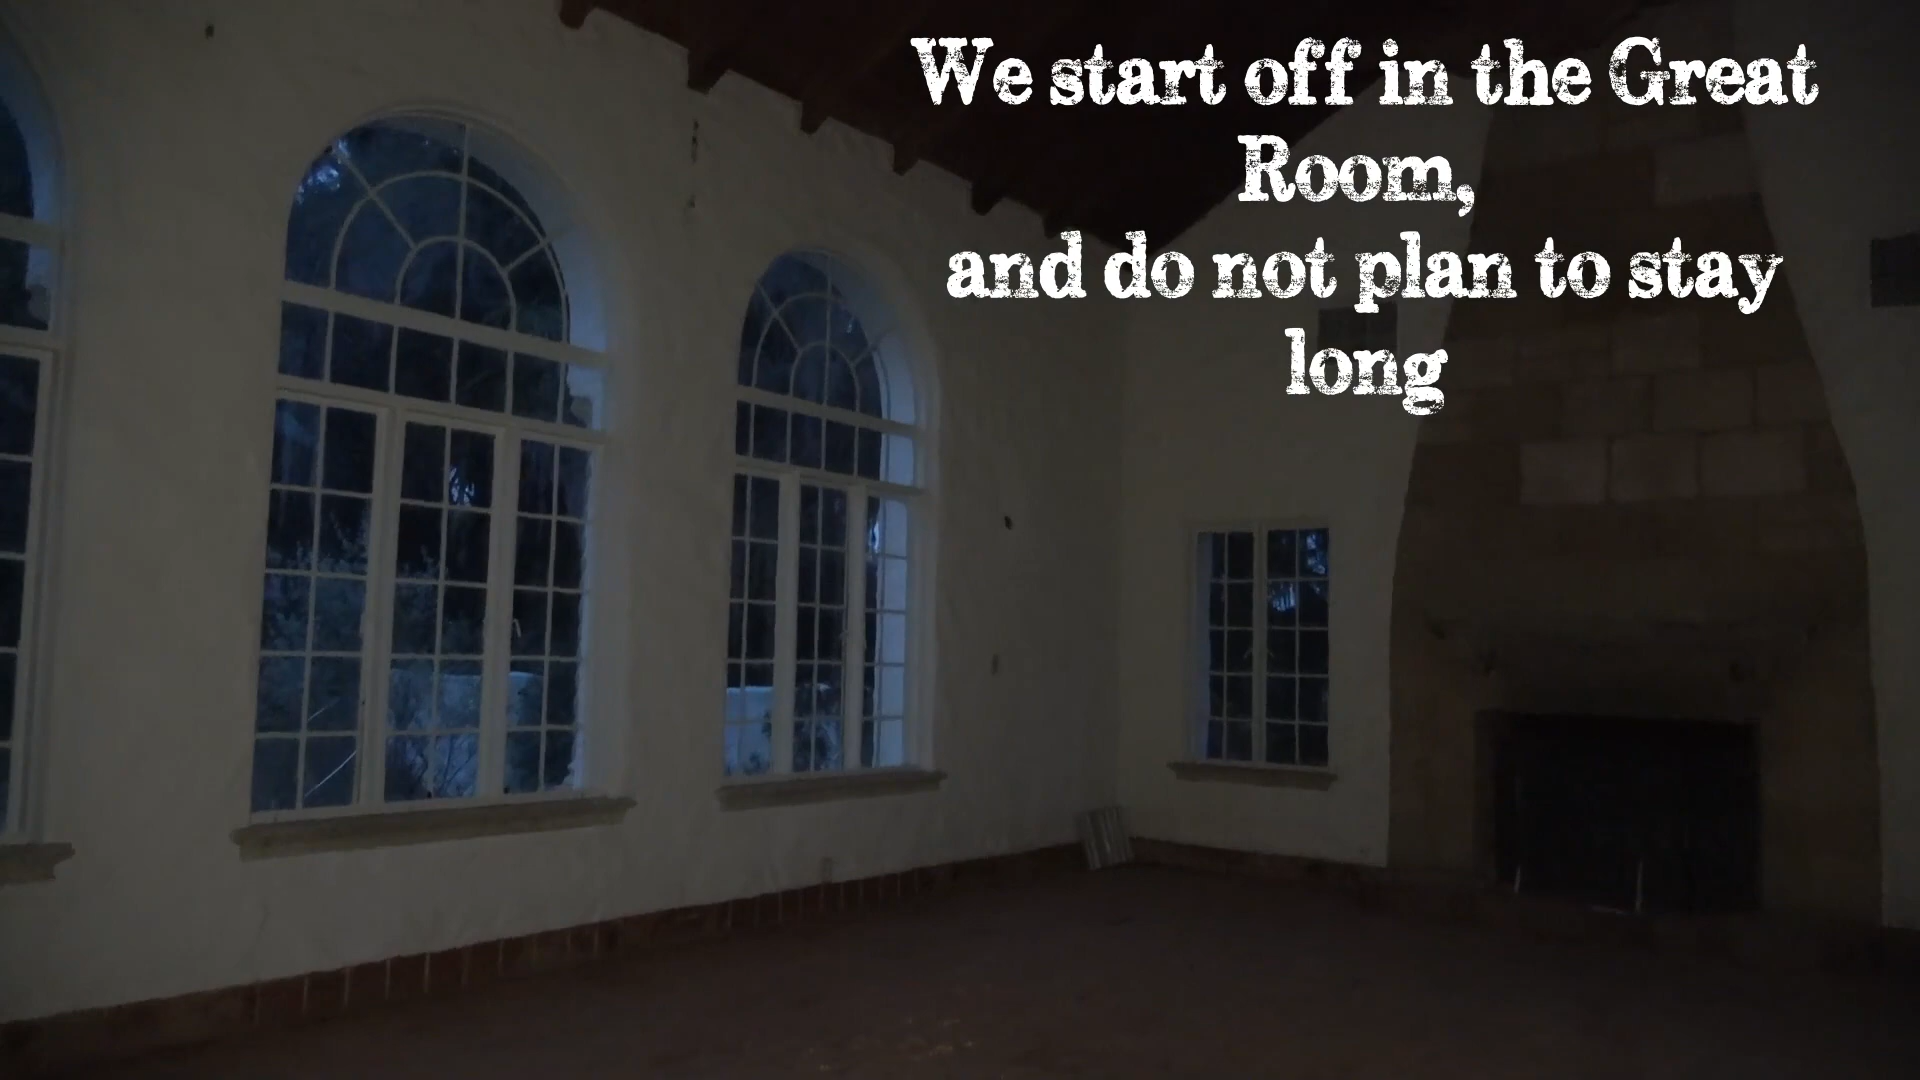 We start off in the Great
Room,
and do not plan to stay
long